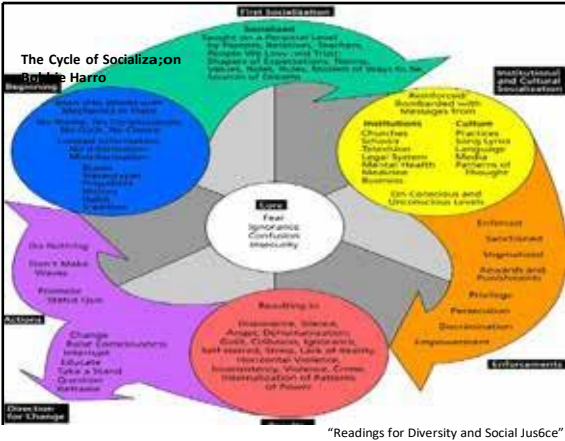 First Socialization
The Cycle of Socializa;on
Bobbie Harro
Socialized
Taught on a Personal Level
by Parents, Relatives, Teachers,
People We Love and Trust:
Shapers of Expectations, Norms,
Values, Roles, Rules, Models of Ways to Be,
Sources of Dreams
Beginning
Born into World with
Mechanics in Place
No Blame, No Consciousness,
No Guilt, No Choice
Limited Information
No Information
Misinformation
Biases
Stereotypes
Prejudices
History
Habit
Tradition
Institutional and
Cultural
Socialization
Reinforced/
Bombarded with
Messages from
Institutions
Churches
Schools
Television
Legal System
Mental Health
Medicine
Business
Culture
Practices
Song Lyrics
Language
Media
Patterns of
Thought
On Conscious and
Unconscious Levels
Core
Fear
Ignorance
Confusion
Insecurity
Enforced
Sanctioned
Stigmatized
Rewards and
Punishments
Privilege
Persecution
Discrimination
Empowerment
Enforcements
Resulting in
Dissonance, Silence,
Anger, Dehumanization,
Guilt, Collusion, Ignorance,
Self-Hatred, Stress, Lack of Reality,
Horizontal Violence,
Inconsistency, Violence, Crime,
Internalization of Patterns
of Power
Results
Do Nothing
Don't Make
Waves
Promote
Status Quo
Actions
Change
Raise Consciousness
Interrupt
Educate
Take a Stand
Question
Reframe
Direction
for Change
"Readings for Diversity and Social Jus6ce"